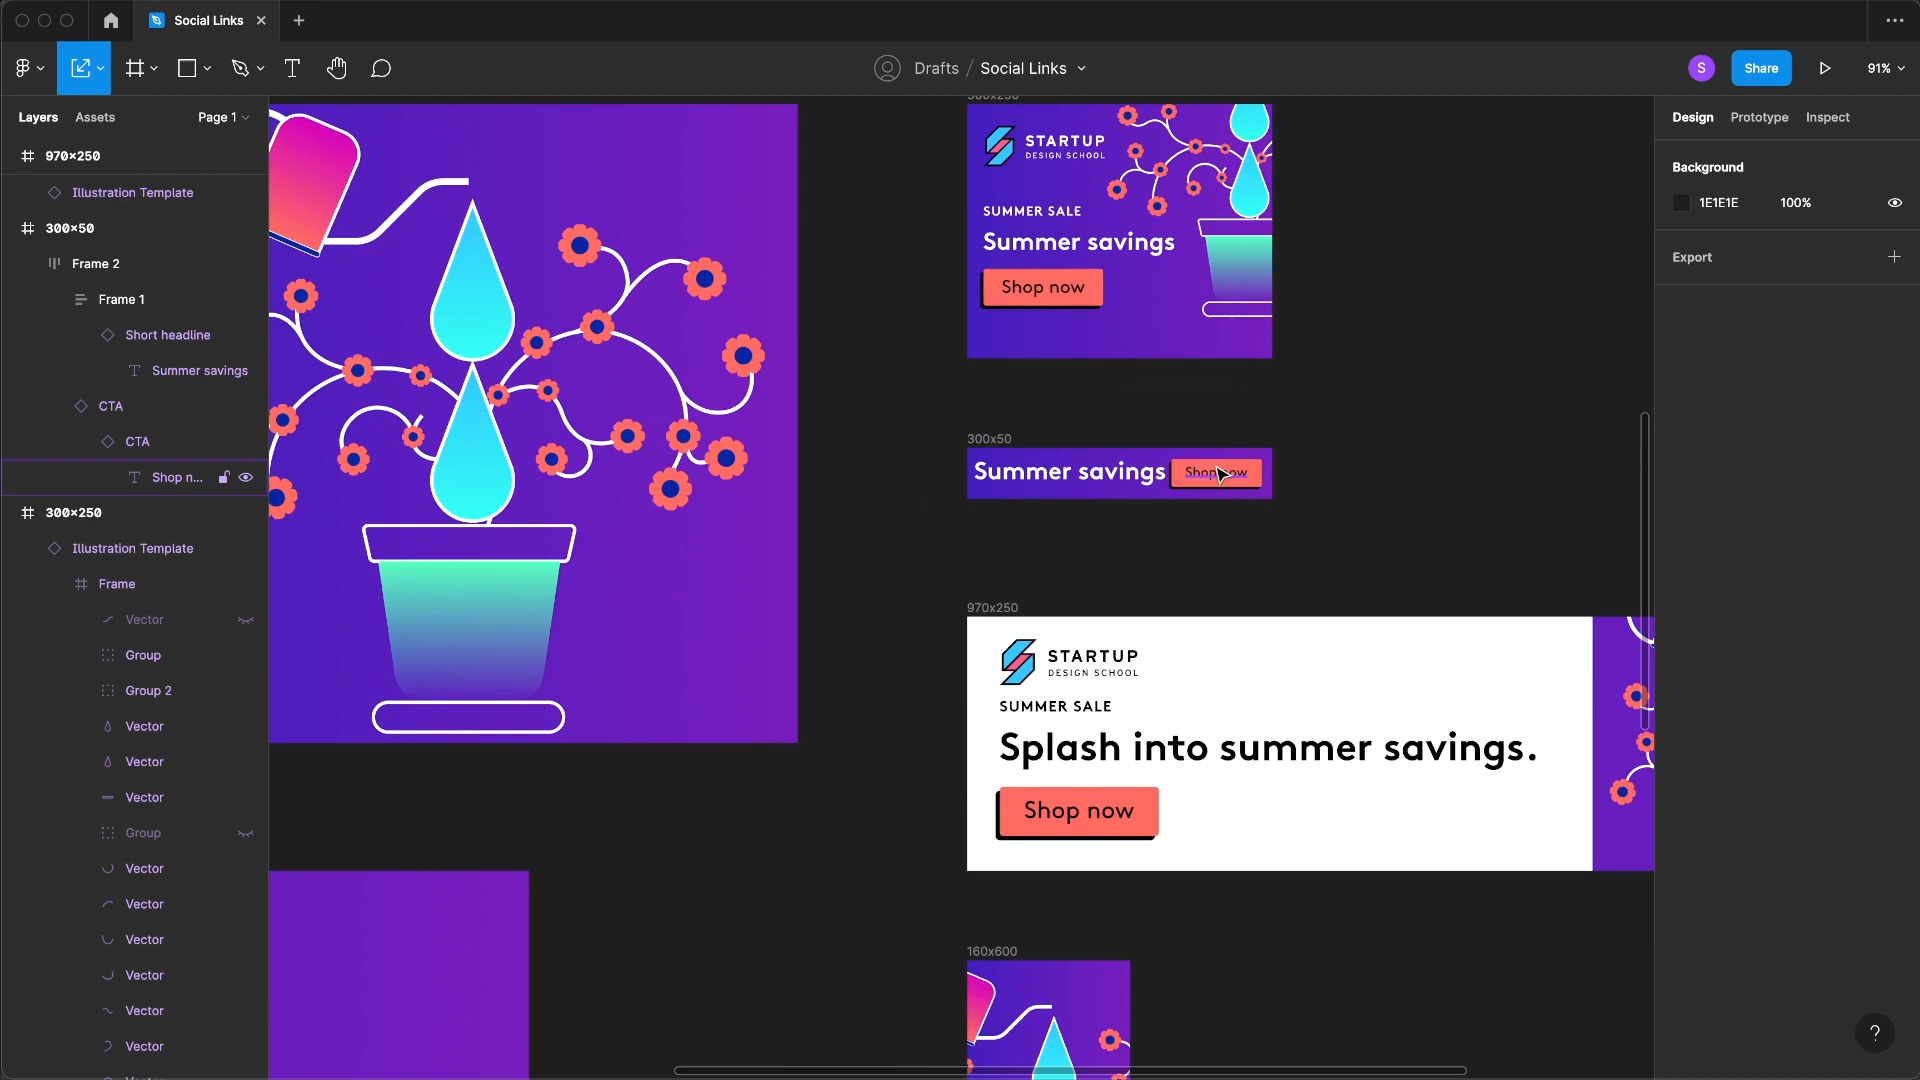 Social Links
Drafts / Social Links
S
Share
91%
Layers
Assets
Page 1
970×250
Illustration Template
300×50
Frame 2
Frame 1
Short headline
Summer savings
CTA
CTA
Shop n...
300×250
Illustration Template
Frame
Vector
Group
Group 2
Vector
Vector
Vector
Group
Vector
Vector
Vector
Vector
Vector
Vector
300x250
STARTUP
DESIGN SCHOOL
SUMMER SALE
Summer savings
Shop now
300x50
Summer savings
Shop now
970x250
STARTUP
DESIGN SCHOOL
SUMMER SALE
Splash into summer savings.
Shop now
160x600
Design
Prototype
Inspect
Background
1E1E1E
100%
Export
?